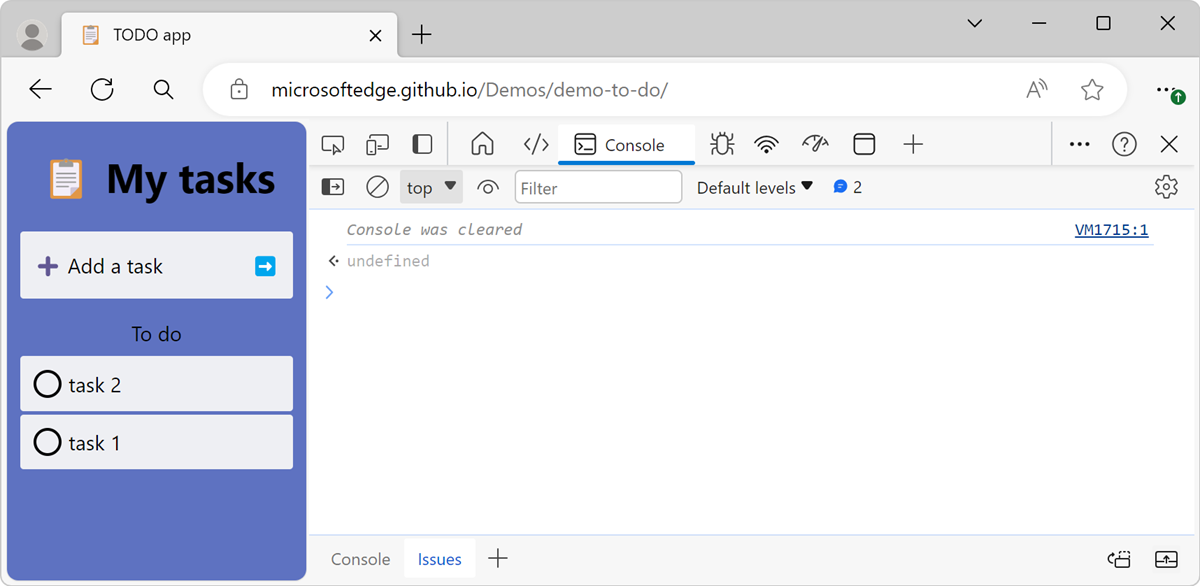 TODO app
microsoftedge.github.io/Demos/demo-to-do/
My tasks
Add a task
To do
task 2
task 1
Console
top
Filter
Default levels
2
Console was cleared
VM1715:1
undefined
Console
Issues